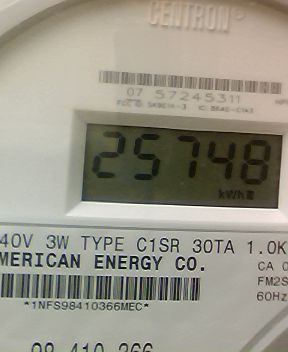 CENTRON®
07 57245311
25748
kWh
40V 3W TYPE C1SR 30TA 1.0K
MERICAN ENERGY CO.
CA 0
FM2S
60Hz
*1NFS98410366MEC*
98 410 366